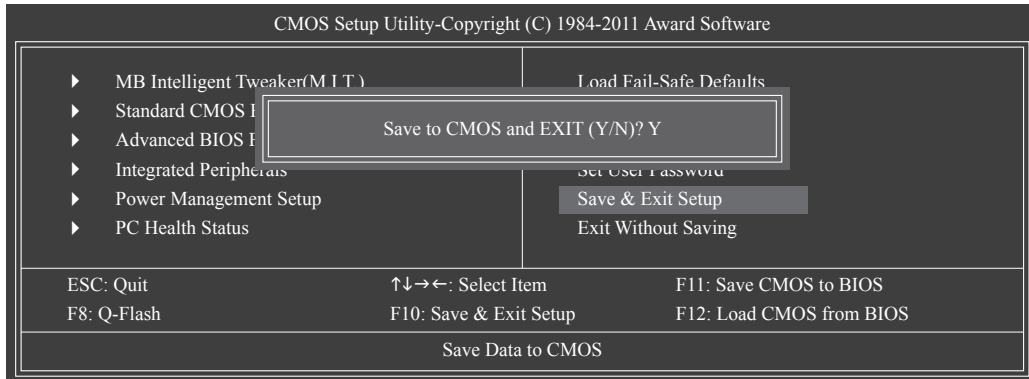 CMOS Setup Utility-Copyright (C) 1984-2011 Award Software
MB Intelligent Tweaker(M.I.T.)
Standard CMOS
Advanced BIOS
Integrated Peripherals
Power Management Setup
PC Health Status
Load Fail-Safe Defaults
Set User Password
Save & Exit Setup
Exit Without Saving
Save to CMOS and EXIT (Y/N)? Y
ESC: Quit ↑↓→←: Select Item F11: Save CMOS to BIOS
F8: Q-Flash F10: Save & Exit Setup F12: Load CMOS from BIOS
Save Data to CMOS